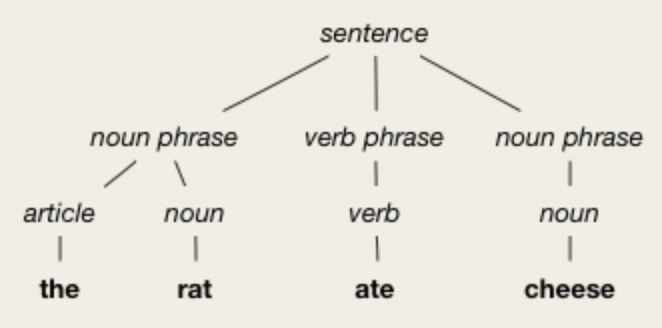 sentence
noun phrase verb phrase noun phrase
article noun verb noun
the rat ate cheese